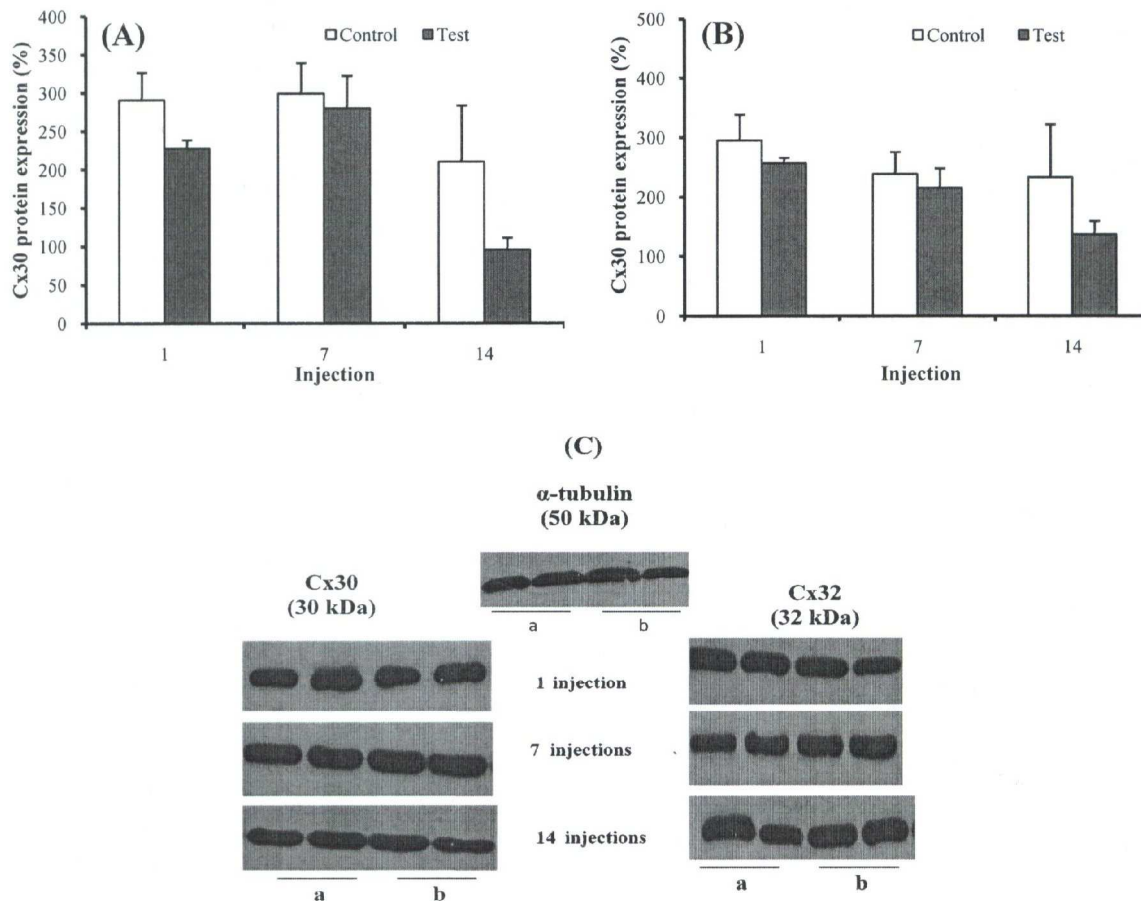 (A)
Control Test
Cx30 protein expression (%)
400
350
300
250
200
150
100
50
0
1 7 14
Injection
(B)
Control Test
Cx30 protein expression (%)
500
400
300
200
100
0
1 7 14
Injection
(C)
α-tubulin
(50 kDa)
a b
Cx30
(30 kDa)
Cx32
(32 kDa)
1 injection
7 injections
14 injections
a b
a b